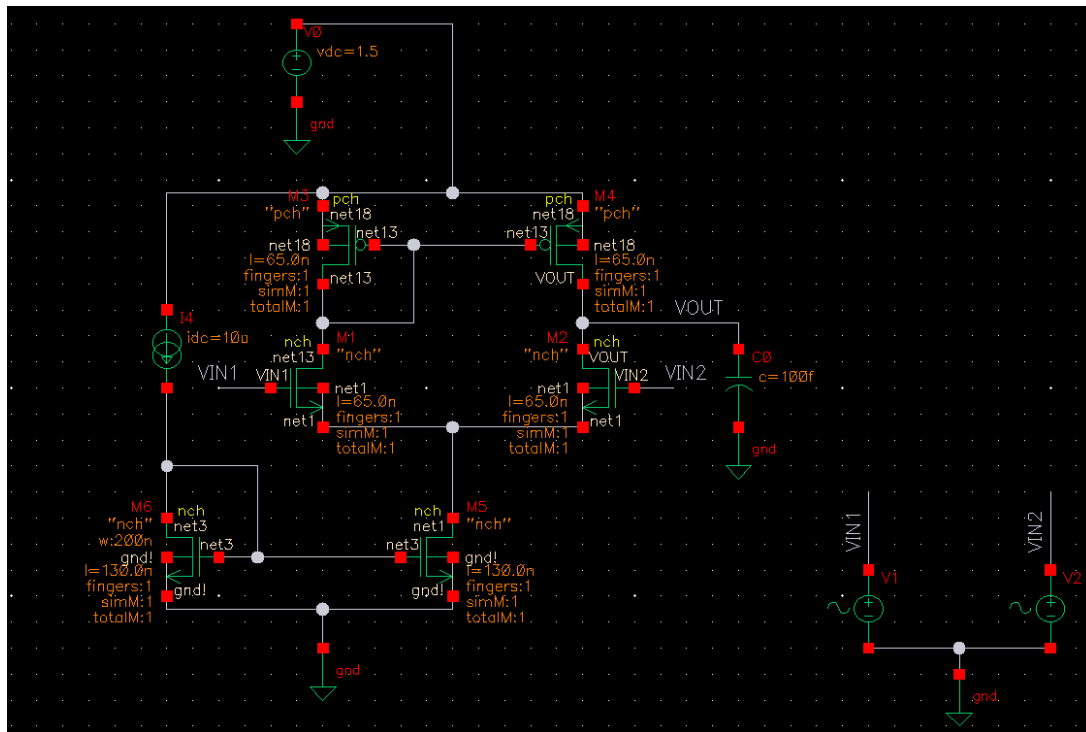 V0
vdc=1.5
gnd
M3
pch
"pch"
net18
net13
net18
l=65.0n
fingers:1
simM:1
totalM:1
net13
pch
M4
net18
"pch"
net13
net18
VOUT
l=65.0n
fingers:1
simM:1
totalM:1
I4
idc=10u
VOUT
nch
M1
net13
"nch"
VIN1
VIN1
net1
l=65.0n
net1
fingers:1
simM:1
totalM:1
M2
nch
"nch"
VOUT
VIN2
VIN2
net1
l=65.0n
net1
fingers:1
simM:1
totalM:1
C0
c=100f
gnd
M6
nch
"nch"
net3
w:200n
net3
gnd!
l=130.0n
gnd!
fingers:1
simM:1
totalM:1
nch
M5
net1
"nch"
net3
gnd!
l=130.0n
gnd!
fingers:1
simM:1
totalM:1
gnd
VIN1
VIN2
V1
V2
gnd